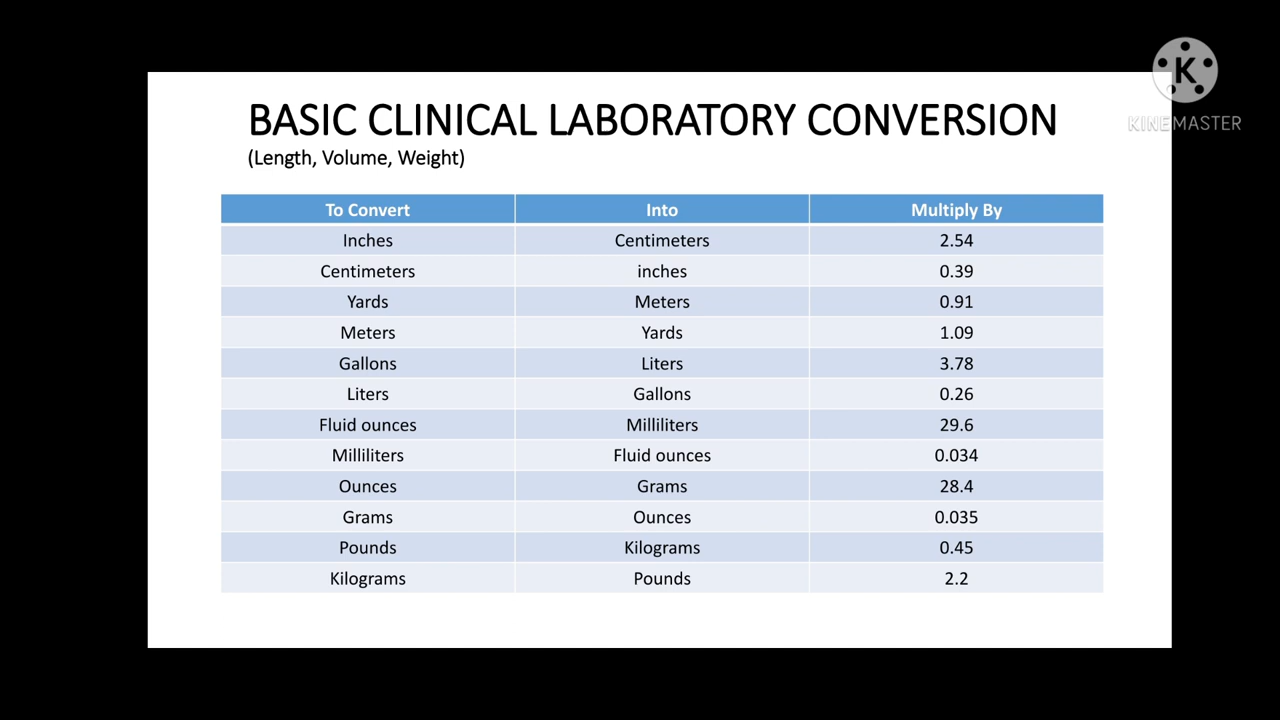 BASIC CLINICAL LABORATORY CONVERSION
(Length, Volume, Weight)
To Convert Into Multiply By
Inches Centimeters 2.54
Centimeters inches 0.39
Yards Meters 0.91
Meters Yards 1.09
Gallons Liters 3.78
Liters Gallons 0.26
Fluid ounces Milliliters 29.6
Milliliters Fluid ounces 0.034
Ounces Grams 28.4
Grams Ounces 0.035
Pounds Kilograms 0.45
Kilograms Pounds 2.2
K
KINEMASTER